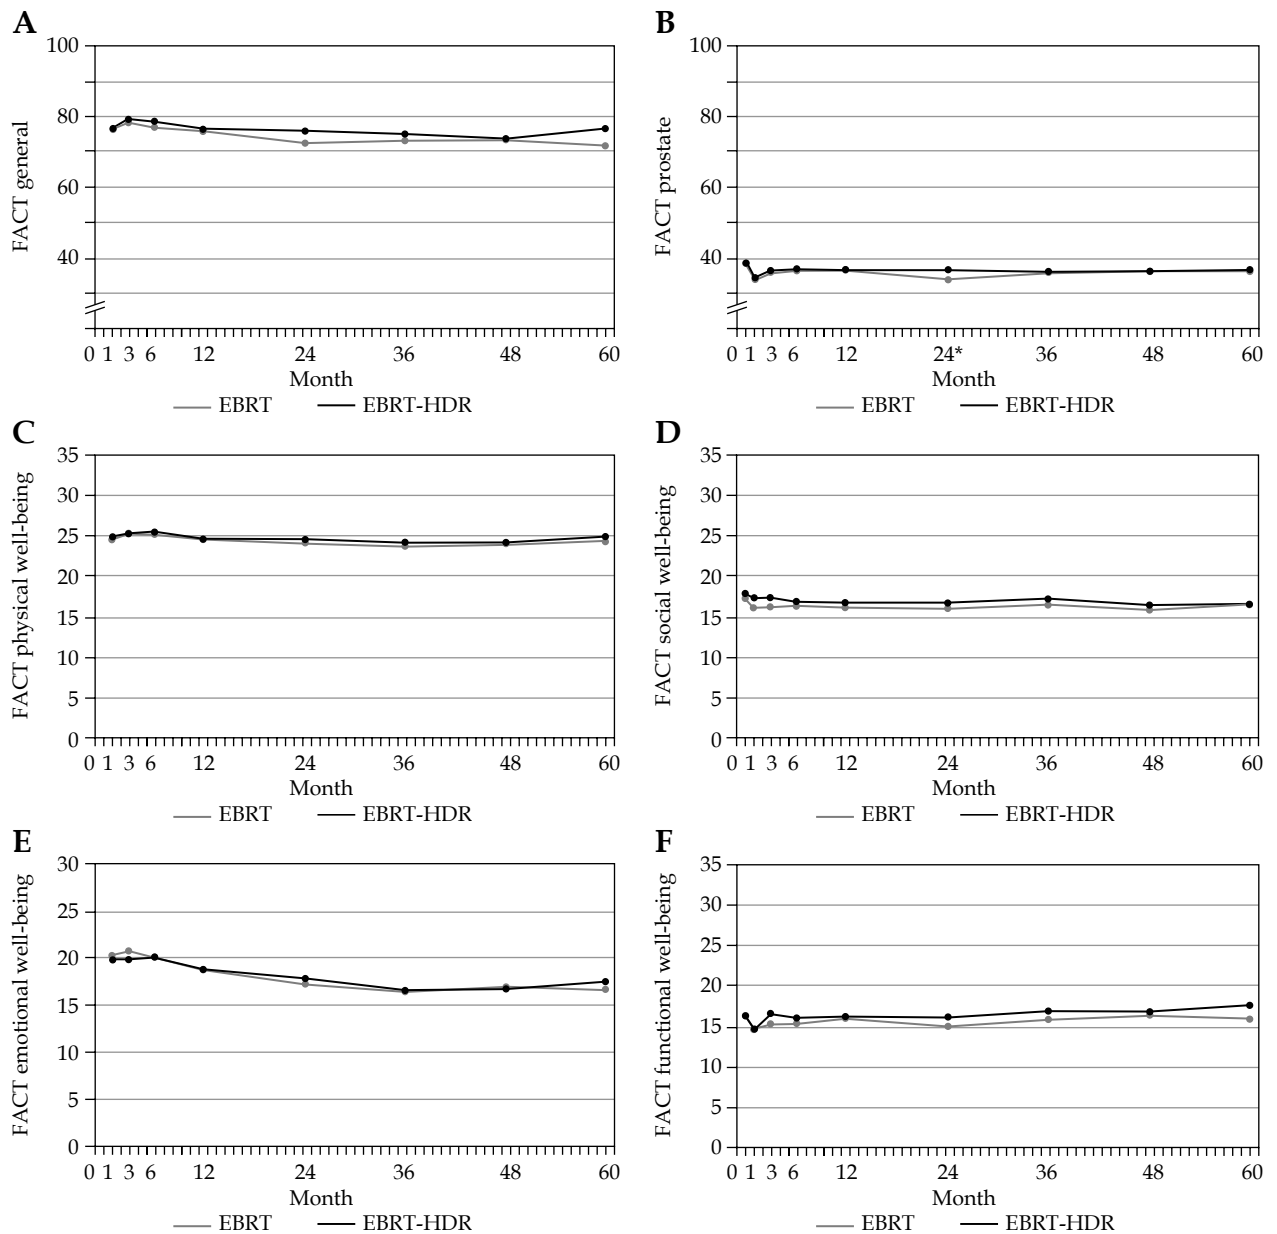 A
B
FACT general
100
80
60
40
0 1 3 6 12 24 36 48 60
Month
EBRT EBRT-HDR
FACT prostate
100
80
60
40
0 1 3 6 12 24* 36 48 60
Month
EBRT EBRT-HDR
C
D
FACT physical well-being
35
30
25
20
15
10
5
0
0 1 3 6 12 24 36 48 60
Month
EBRT EBRT-HDR
FACT social well-being
35
30
25
20
15
10
5
0
0 1 3 6 12 24 36 48 60
Month
EBRT EBRT-HDR
E
F
FACT emotional well-being
30
25
20
15
10
5
0
0 1 3 6 12 24 36 48 60
Month
EBRT EBRT-HDR
FACT functional well-being
35
30
25
20
15
10
5
0
0 1 3 6 12 24 36 48 60
Month
EBRT EBRT-HDR